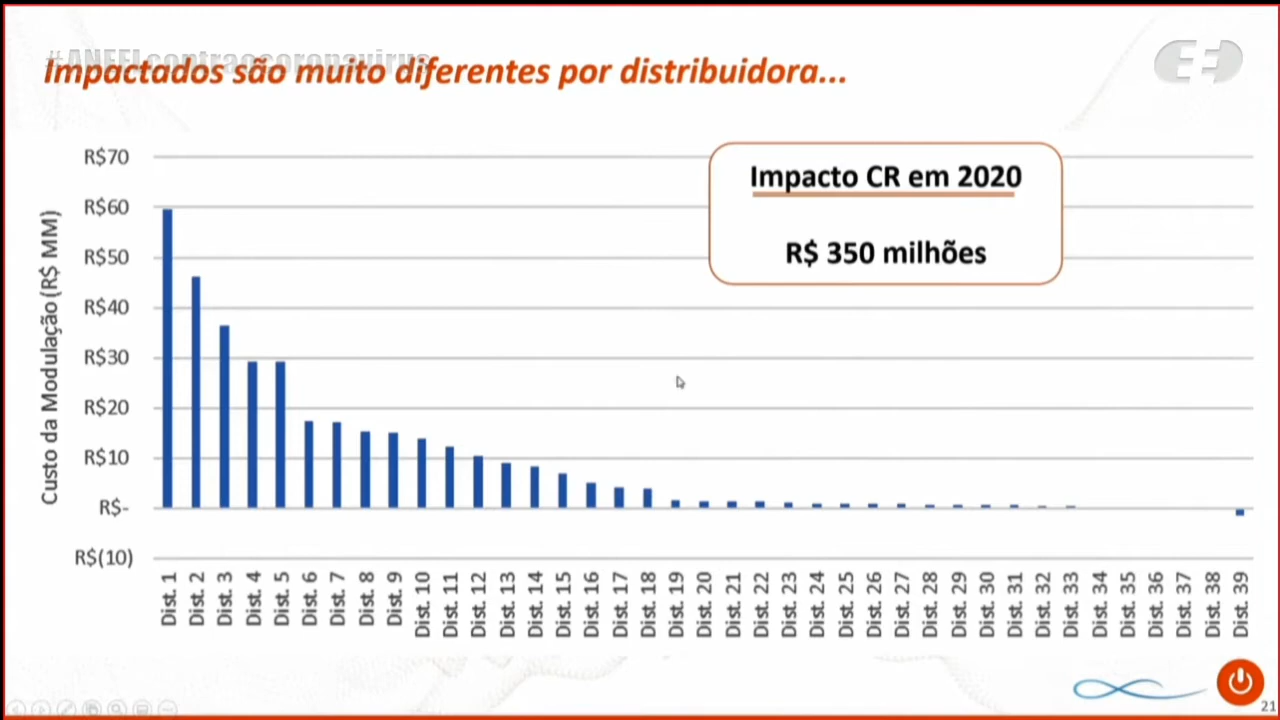 #ANEELcontraocoronavirus
Impactados são muito diferentes por distribuidora...
Impacto CR em 2020
R$ 350 milhões
Custo da Modulação (R$ MM)
R$70
R$60
R$50
R$40
R$30
R$20
R$10
R$-
R$(10)
Dist. 1
Dist. 2
Dist. 3
Dist. 4
Dist. 5
Dist. 6
Dist. 7
Dist. 8
Dist. 9
Dist. 10
Dist. 11
Dist. 12
Dist. 13
Dist. 14
Dist. 15
Dist. 16
Dist. 17
Dist. 18
Dist. 19
Dist. 20
Dist. 21
Dist. 22
Dist. 23
Dist. 24
Dist. 25
Dist. 26
Dist. 27
Dist. 28
Dist. 29
Dist. 30
Dist. 31
Dist. 32
Dist. 33
Dist. 34
Dist. 35
Dist. 36
Dist. 37
Dist. 38
Dist. 39
21